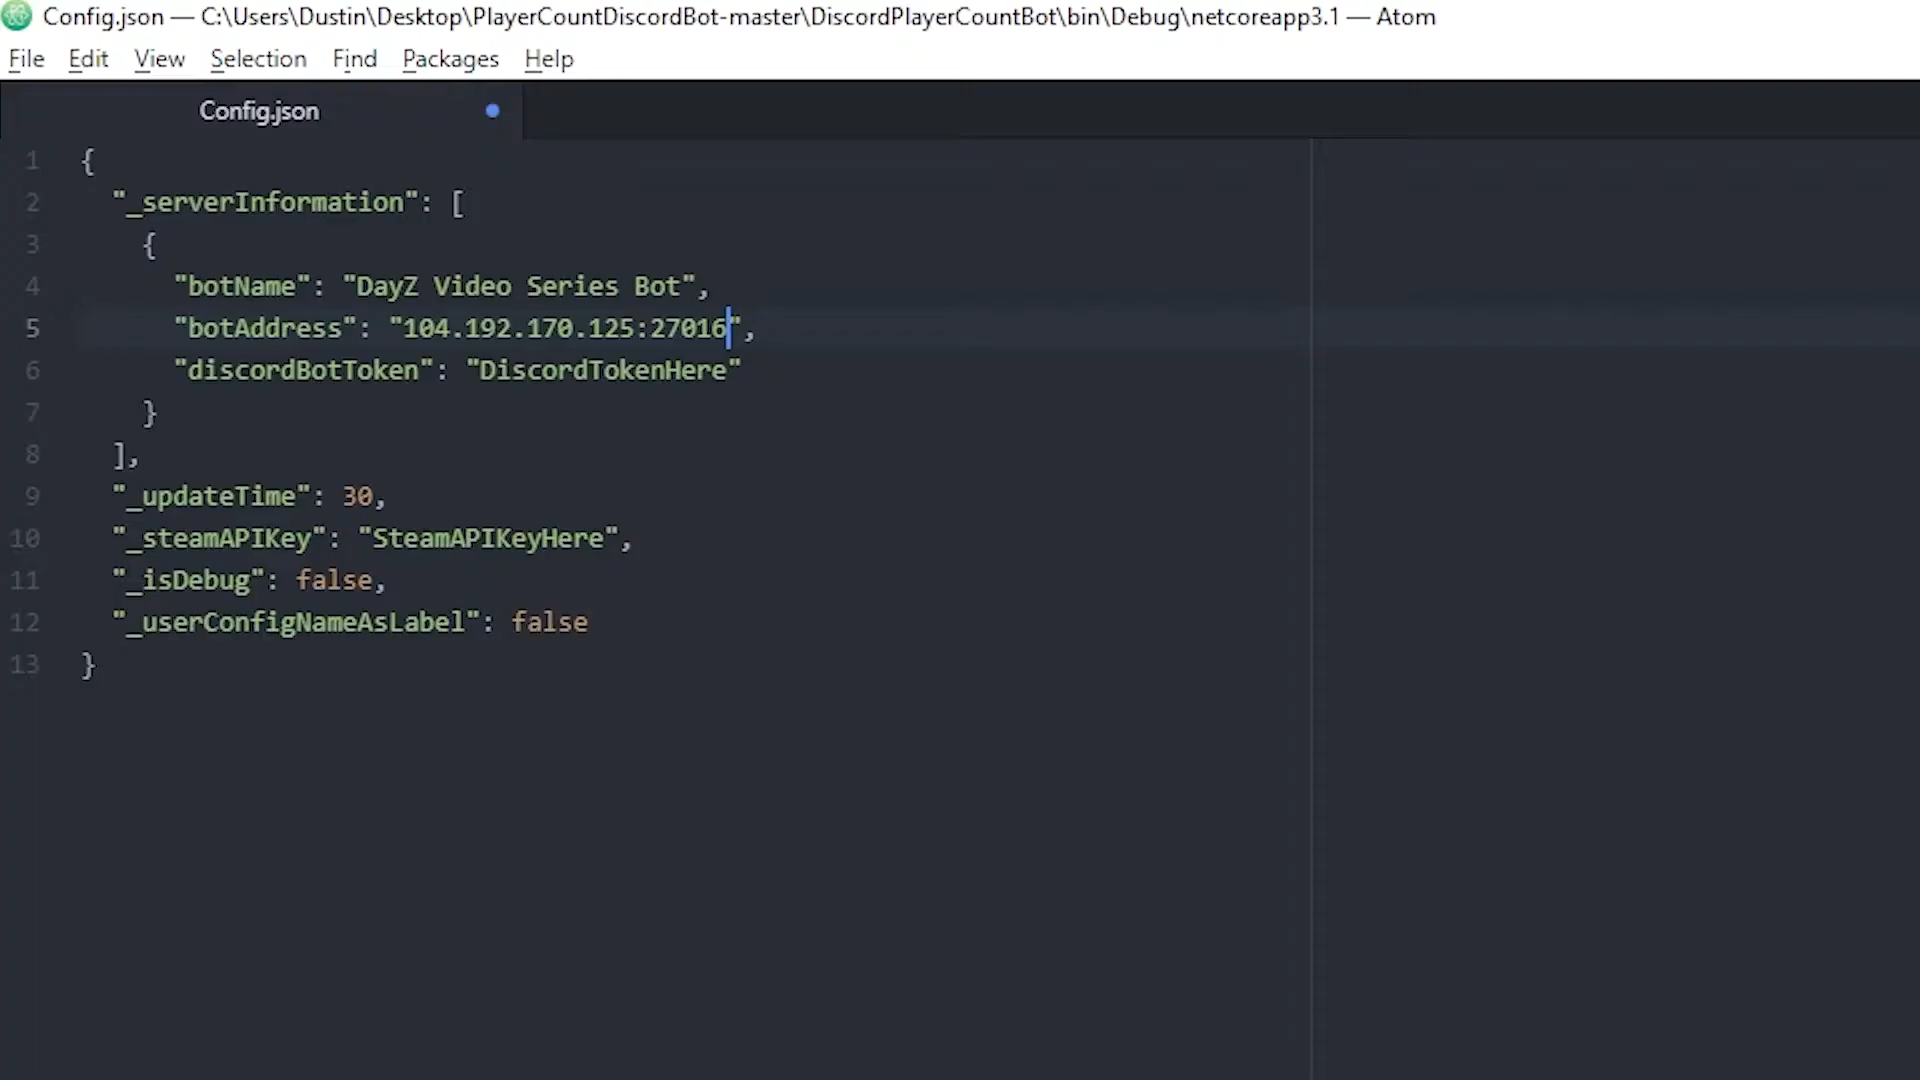 Config.json — C:\Users\Dustin\Desktop\PlayerCountDiscordBot-master\DiscordPlayerCountBot\bin\Debug\netcoreapp3.1 — Atom
File Edit View Selection Find Packages Help
Config.json
1 {
2 "_serverInformation": [
3 {
4 "botName": "DayZ Video Series Bot",
5 "botAddress": "104.192.170.125:27016",
6 "discordBotToken": "DiscordTokenHere"
7 }
8 ],
9 "_updateTime": 30,
10 "_steamAPIKey": "SteamAPIKeyHere",
11 "_isDebug": false,
12 "_userConfigNameAsLabel": false
13 }